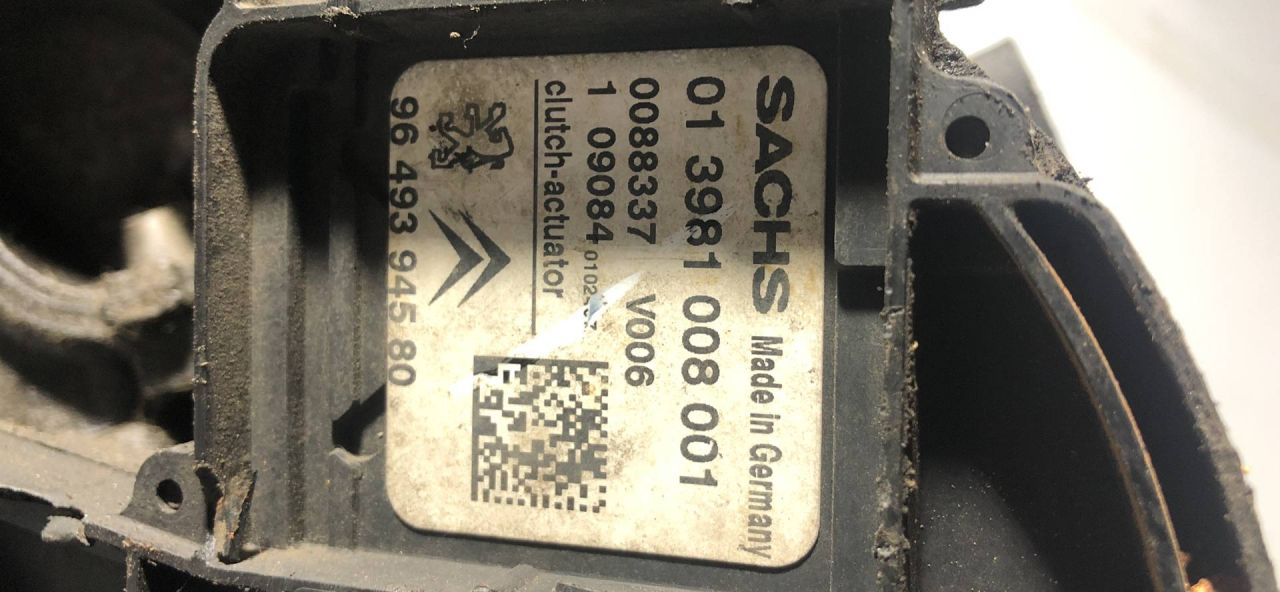 SACHS Made in Germany
01 3981 008 001
0088337 V006
1 09084
clutch-actuator
96 493 945 80